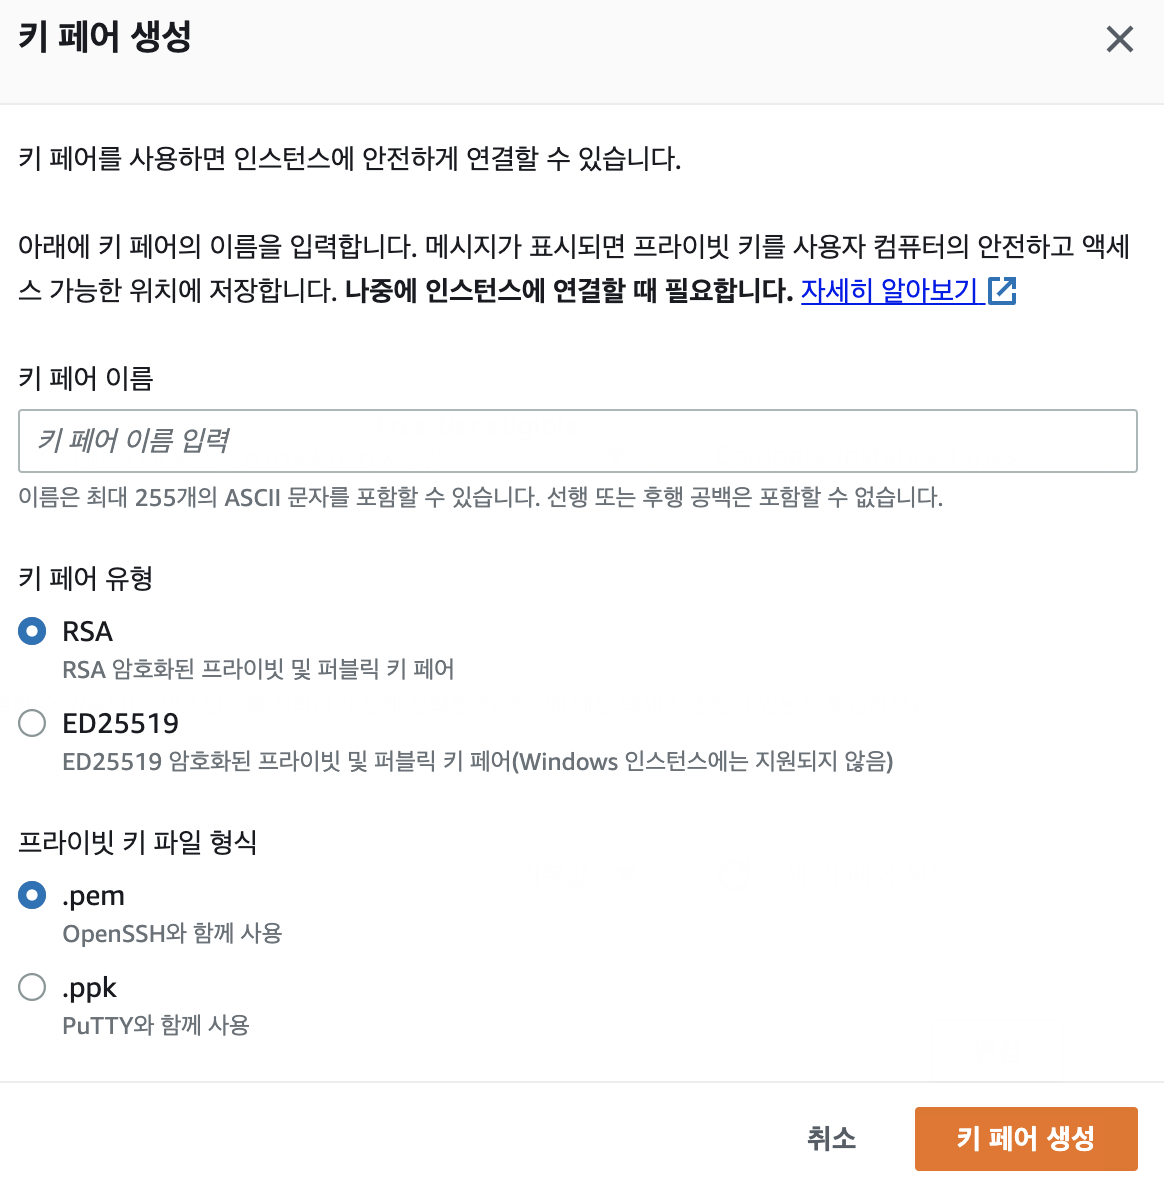 키 페어 생성
키 페어를 사용하면 인스턴스에 안전하게 연결할 수 있습니다.
아래에 키 페어의 이름을 입력합니다. 메시지가 표시되면 프라이빗 키를 사용자 컴퓨터의 안전하고 액세
스 가능한 위치에 저장합니다. 나중에 인스턴스에 연결할 때 필요합니다. 자세히 알아보기
키 페어 이름
키 페어 이름 입력
이름은 최대 255개의 ASCII 문자를 포함할 수 있습니다. 선행 또는 후행 공백은 포함할 수 없습니다.
키 페어 유형
RSA
RSA 암호화된 프라이빗 및 퍼블릭 키 페어
ED25519
ED25519 암호화된 프라이빗 및 퍼블릭 키 페어(Windows 인스턴스에는 지원되지 않음)
프라이빗 키 파일 형식
.pem
OpenSSH와 함께 사용
.ppk
PuTTY와 함께 사용
취소
키 페어 생성